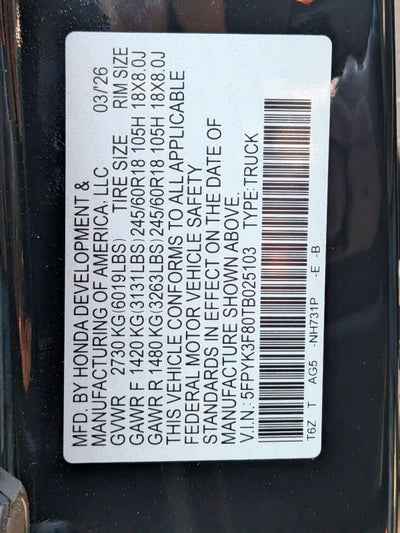 MFD. BY HONDA DEVELOPMENT &
MANUFACTURING OF AMERICA, LLC 03/'26
GVWR 2730 KG(6019LBS) TIRE SIZE RIM SIZE
GAWR F 1420 KG(3131LBS)245/60R18 105H 18X8.0J
GAWR R 1480 KG(3263LBS)245/60R18 105H 18X8.0J
THIS VEHICLE CONFORMS TO ALL APPLICABLE
FEDERAL MOTOR VEHICLE SAFETY
STANDARDS IN EFFECT ON THE DATE OF
MANUFACTURE SHOWN ABOVE.
V.I.N.: 5FPYK3F80TB025103 TYPE: TRUCK
T6Z T AG5 -NH731P -E -B